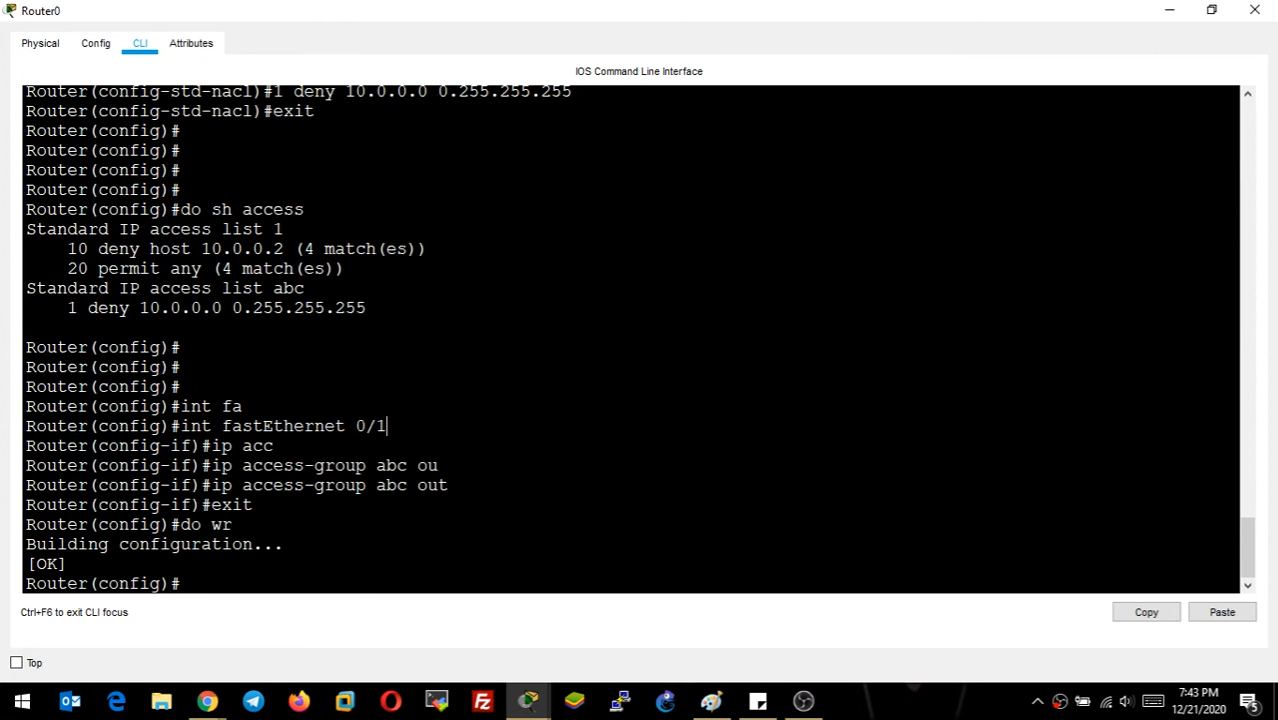 Router0
Physical Config CLI Attributes
IOS Command Line Interface
Router(config-std-nacl)#1 deny 10.0.0.0 0.255.255.255
Router(config-std-nacl)#exit
Router(config)#
Router(config)#
Router(config)#
Router(config)#
Router(config)#do sh access
Standard IP access list 1
10 deny host 10.0.0.2 (4 match(es))
20 permit any (4 match(es))
Standard IP access list abc
1 deny 10.0.0.0 0.255.255.255
Router(config)#
Router(config)#
Router(config)#
Router(config)#int fa
Router(config)#int fastEthernet 0/1
Router(config-if)#ip acc
Router(config-if)#ip access-group abc ou
Router(config-if)#ip access-group abc out
Router(config-if)#exit
Router(config)#do wr
Building configuration...
[OK]
Router(config)#
Ctrl+F6 to exit CLI focus
Copy Paste
Top
7:43 PM
12/21/2020
5